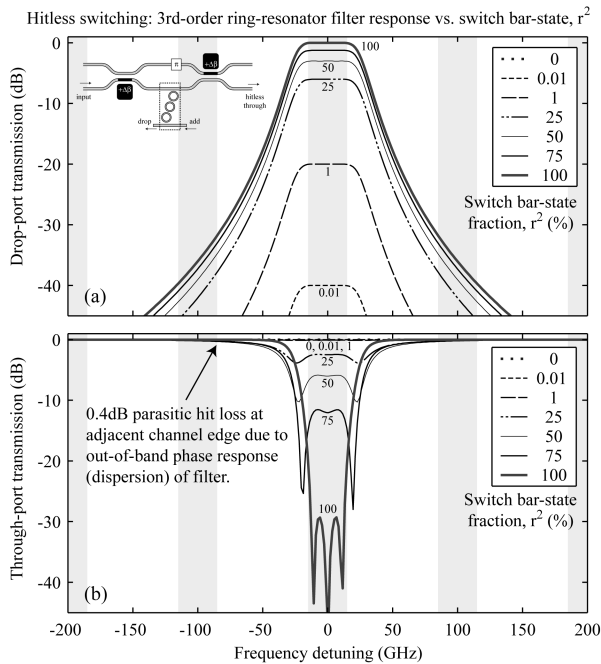 Hitless switching: 3rd-order ring-resonator filter response vs. switch bar-state, r²
Drop-port transmission (dB)
0
-10
-20
-30
-40
π
+Δβ
+Δβ
input
hitless through
drop
add
100
50
25
1
0.01
0
0.01
1
25
50
75
100
Switch bar-state
fraction, r² (%)
(a)
Through-port transmission (dB)
0
-10
-20
-30
-40
0, 0.01, 1
25
50
75
100
0.4dB parasitic hit loss at
adjacent channel edge due to
out-of-band phase response
(dispersion) of filter.
0
0.01
1
25
50
75
100
Switch bar-state
fraction, r² (%)
(b)
-200 -150 -100 -50 0 50 100 150 200
Frequency detuning (GHz)